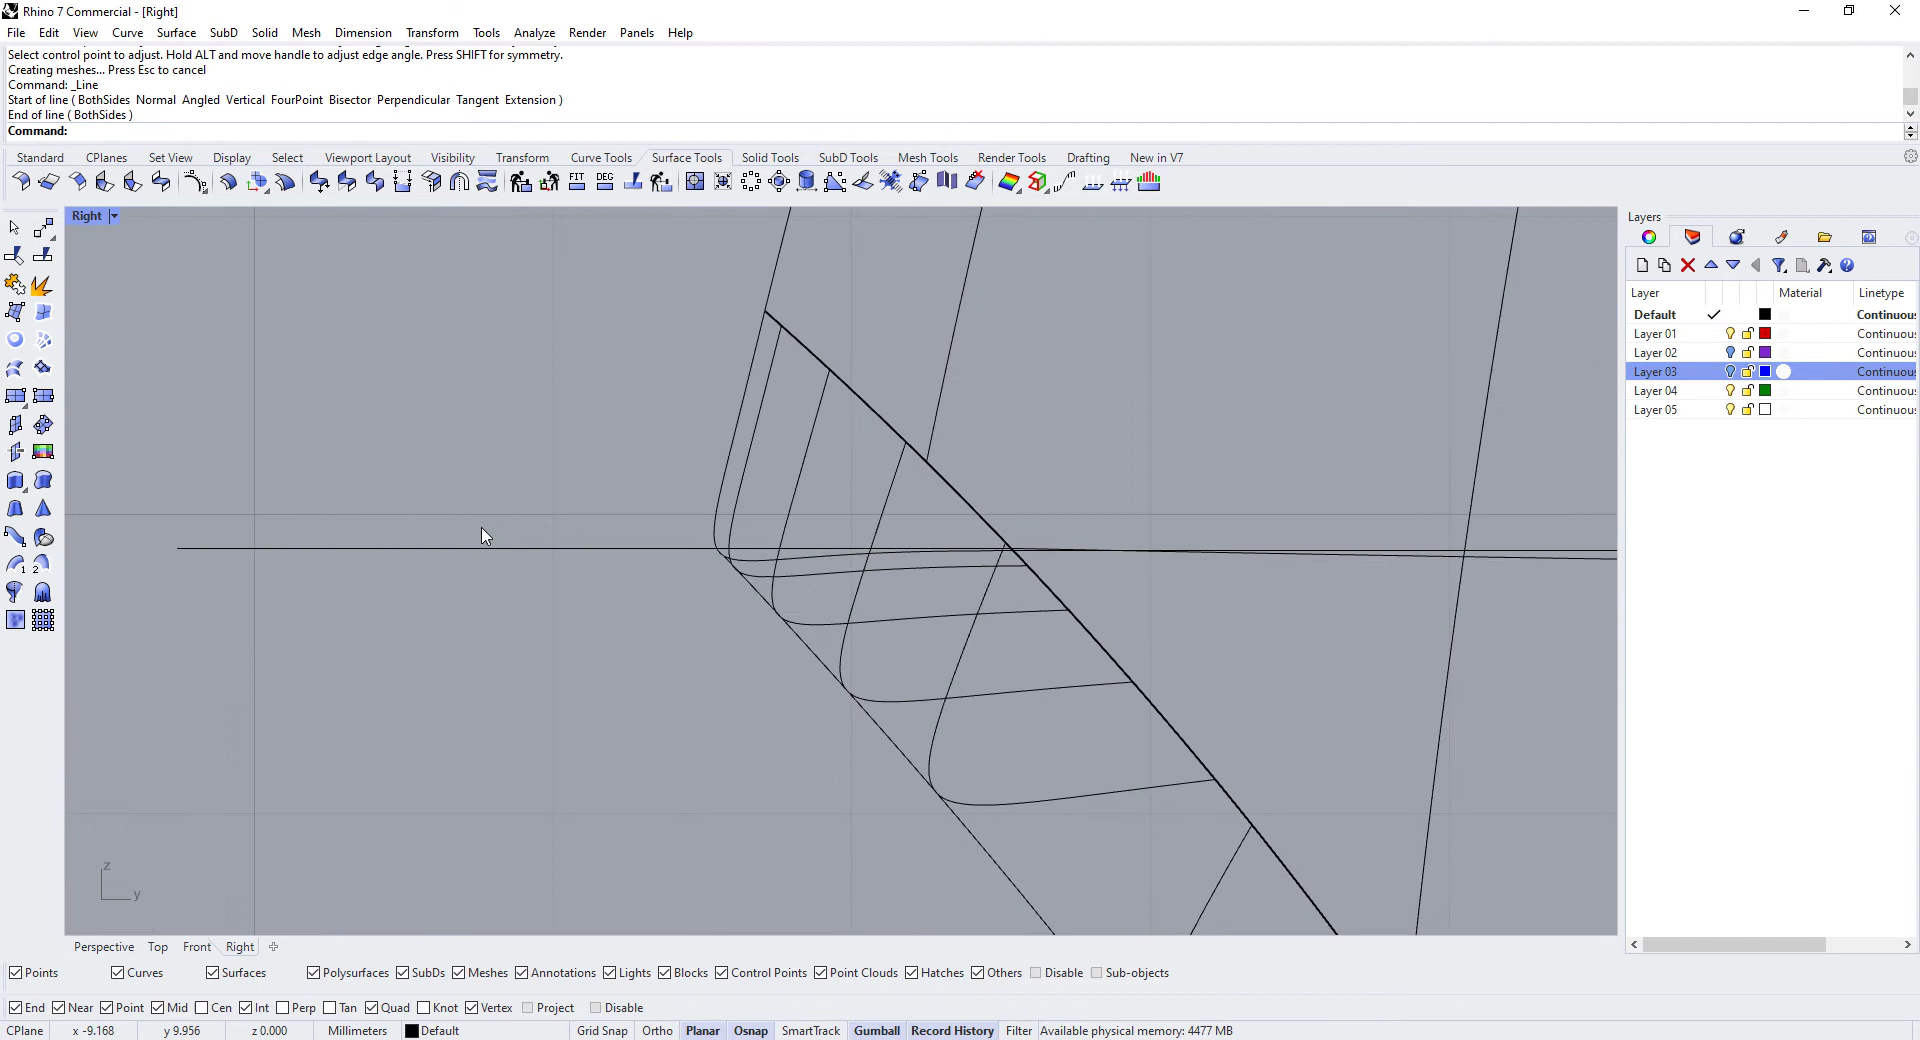 Rhino 7 Commercial - [Right]
File Edit View Curve Surface SubD Solid Mesh Dimension Transform Tools Analyze Render Panels Help
Select control point to adjust. Hold ALT and move handle to adjust edge angle. Press SHIFT for symmetry.
Creating meshes... Press Esc to cancel
Command: _Line
Start of line ( BothSides Normal Angled Vertical FourPoint Bisector Perpendicular Tangent Extension )
End of line ( BothSides )
Command:
Standard CPlanes Set View Display Select Viewport Layout Visibility Transform Curve Tools Surface Tools Solid Tools SubD Tools Mesh Tools Render Tools Drafting New in V7
FIT DEG
Right
Layers
Layer Material Linetype
Default Continuous
Layer 01 Continuous
Layer 02 Continuous
Layer 03 Continuous
Layer 04 Continuous
Layer 05 Continuous
1 2
z
y
Perspective Top Front Right
Points Curves Surfaces Polysurfaces SubDs Meshes Annotations Lights Blocks Control Points Point Clouds Hatches Others Disable Sub-objects
End Near Point Mid Cen Int Perp Tan Quad Knot Vertex Project Disable
CPlane x -9.168 y 9.956 z 0.000 Millimeters Default Grid Snap Ortho Planar Osnap SmartTrack Gumball Record History Filter Available physical memory: 4477 MB